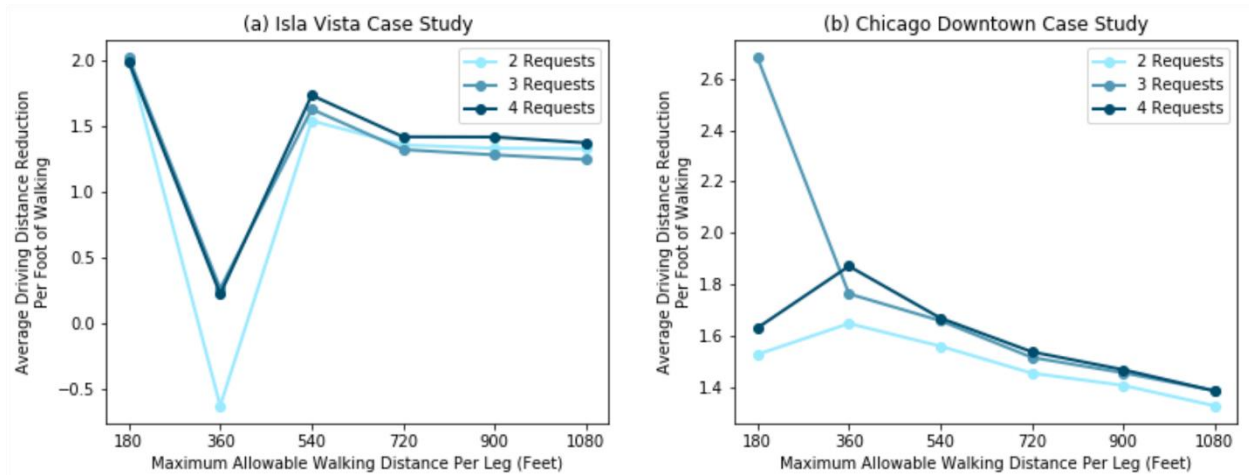 (a) Isla Vista Case Study
Average Driving Distance Reduction
Per Foot of Walking
2.0
1.5
1.0
0.5
0.0
−0.5
2 Requests
3 Requests
4 Requests
180 360 540 720 900 1080
Maximum Allowable Walking Distance Per Leg (Feet)
(b) Chicago Downtown Case Study
Average Driving Distance Reduction
Per Foot of Walking
2.6
2.4
2.2
2.0
1.8
1.6
1.4
2 Requests
3 Requests
4 Requests
180 360 540 720 900 1080
Maximum Allowable Walking Distance Per Leg (Feet)